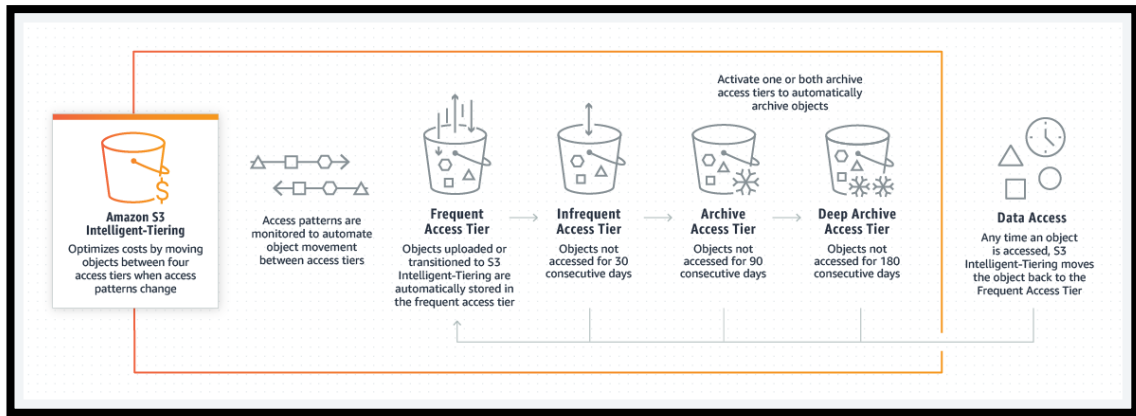 Activate one or both archive
access tiers to automatically
archive objects
$
Amazon S3
Intelligent-Tiering
Optimizes costs by moving
objects between four
access tiers when access
patterns change
Access patterns are
monitored to automate
object movement
between access tiers
Frequent
Access Tier
Objects uploaded or
transitioned to S3
Intelligent-Tiering are
automatically stored in
the frequent access tier
Infrequent
Access Tier
Objects not
accessed for 30
consecutive days
Archive
Access Tier
Objects not
accessed for 90
consecutive days
Deep Archive
Access Tier
Objects not
accessed for 180
consecutive days
Data Access
Any time an object
is accessed, S3
Intelligent-Tiering moves
the object back to the
Frequent Access Tier